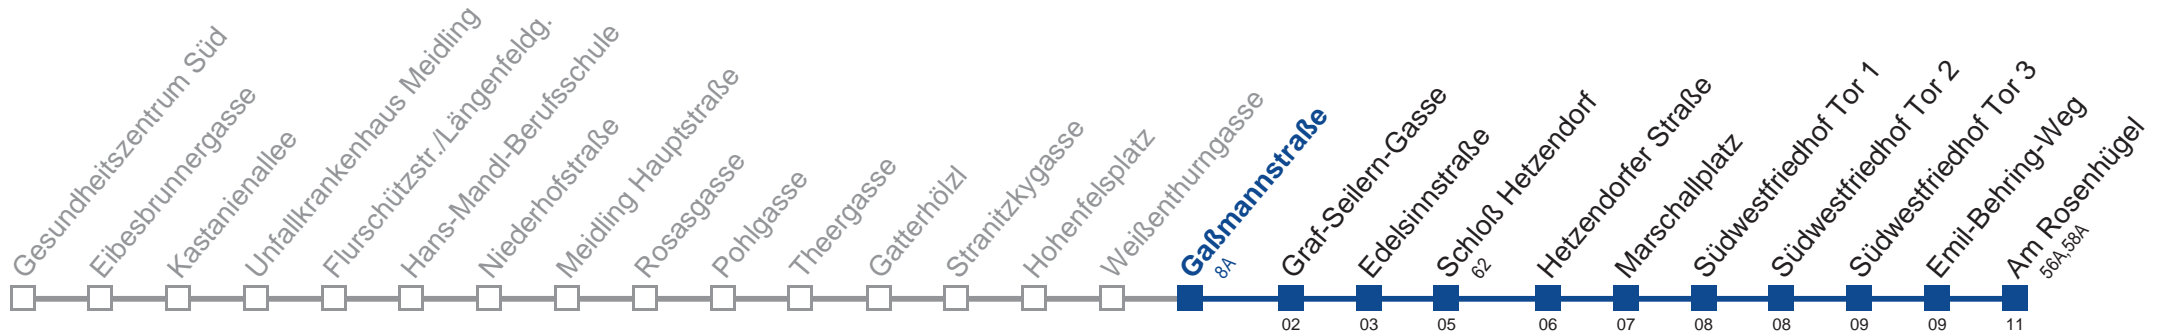 Gesundheitszentrum Süd
Eibesbrunnergasse
Kastanienallee
Unfallkrankenhaus Meidling
Flurschützstr./Längenfeldg.
Hans-Mandl-Berufsschule
Niederhofstraße
Meidling Hauptstraße
Rosasgasse
Pohlgasse
Theergasse
Gatterhölzl
Stranitzkygasse
Hohenfelsplatz
Weißenthurngasse
Gaßmannstraße
8A
Graf-Seilern-Gasse
Edelsinnstraße
Schloß Hetzendorf
62
Hetzendorfer Straße
Marschallplatz
Südwestfriedhof Tor 1
Südwestfriedhof Tor 2
Südwestfriedhof Tor 3
Emil-Behring-Weg
Am Rosenhügel
56A,58A
02 03 05 06 07 08 08 09 09 11